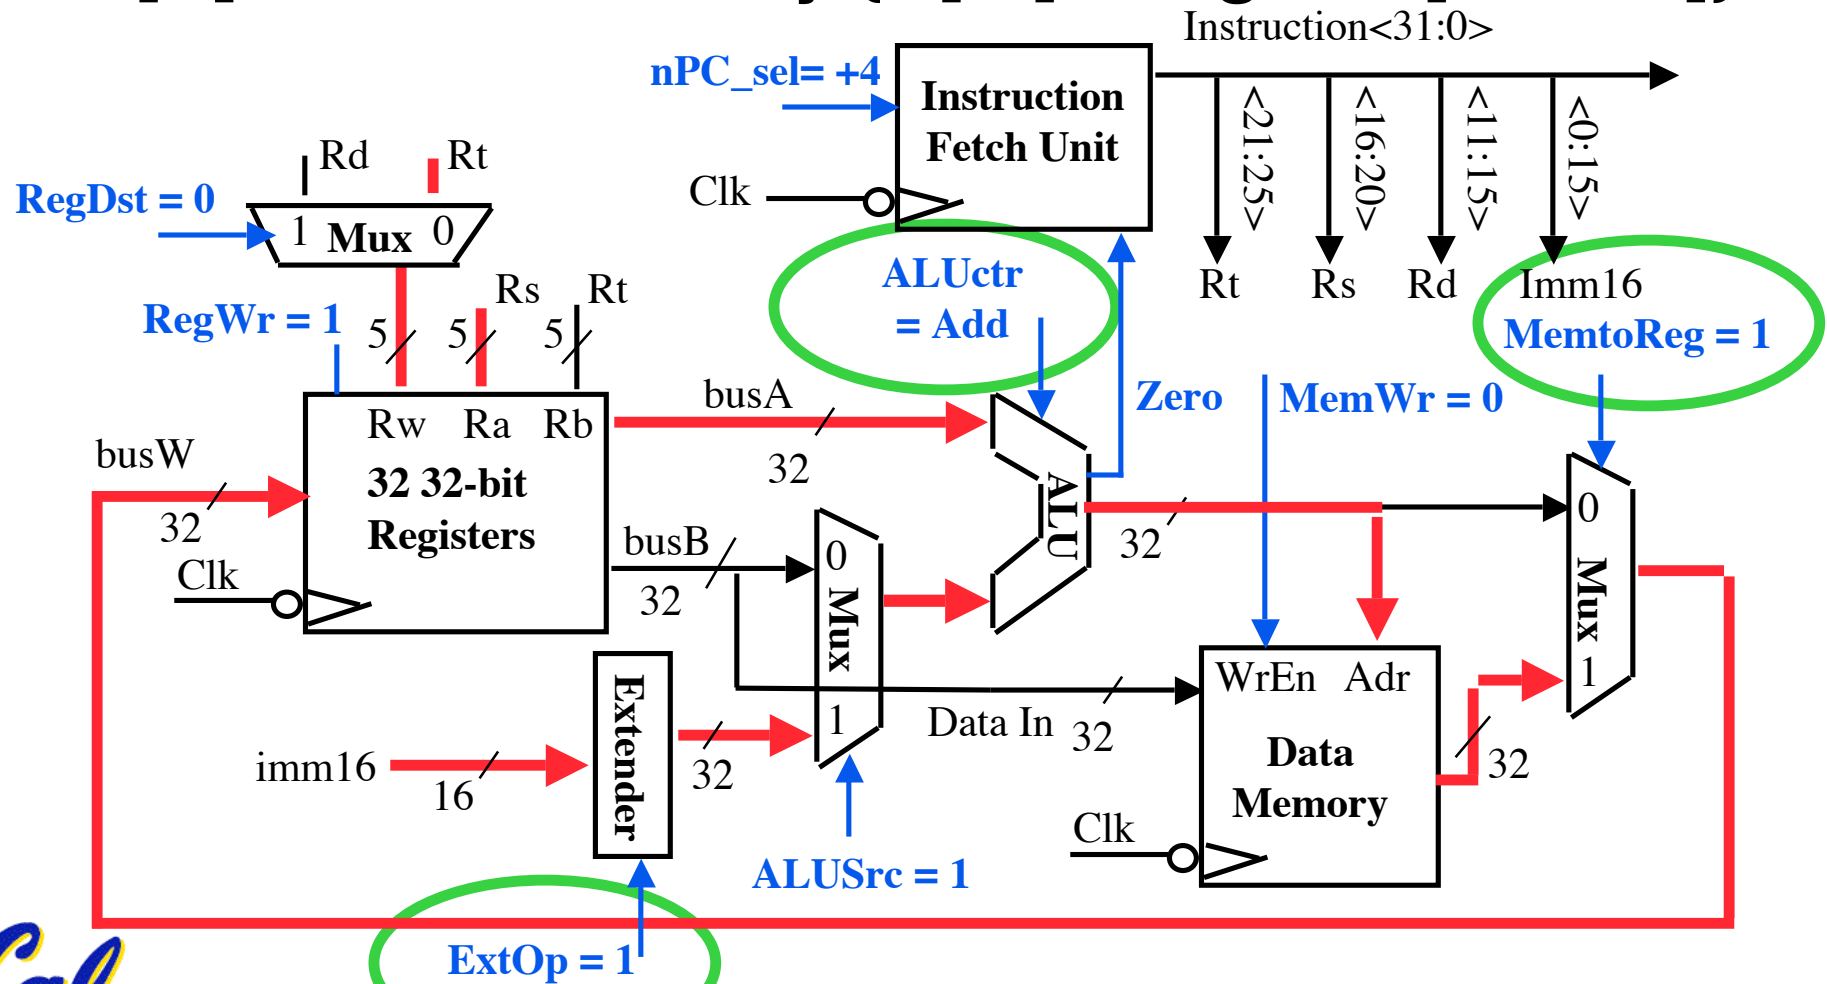 Instruction<31:0>
nPC_sel= +4
Instruction
Fetch Unit
Clk
<21:25>
<16:20>
<11:15>
<0:15>
Rt
Rs
Rd
Imm16
Rd
Rt
RegDst = 0
1
Mux
0
ALUctr
= Add
MemtoReg = 1
RegWr = 1
5
5
Rs
5
Rt
busA
32
Zero
MemWr = 0
busW
32
Rw Ra Rb
32 32-bit
Registers
Clk
busB
32
0
Mux
1
ALU
32
0
Mux
1
WrEn Adr
Data
Memory
Clk
Data In
32
32
imm16
16
Extender
32
ALUSrc = 1
ExtOp = 1
Cal